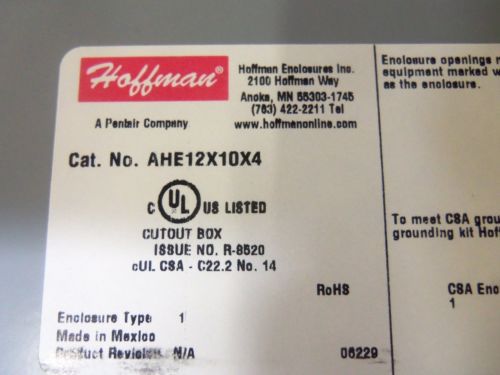 Hoffman®
Hoffman Enclosures Inc.
2100 Hoffman Way
Anoka, MN 55303-1745
(763) 422-2211 Tel
www.hoffmanonline.com
A Pentair Company
Cat. No. AHE12X10X4
C UL US LISTED
CUTOUT BOX
ISSUE NO. R-8520
cUL CSA - C22.2 No. 14
RoHS
Enclosure Type 1
Made in Mexico
Product Revision N/A
06229
Enclosure openings
equipment marked w
as the enclosure.
To meet CSA grou
grounding kit Hof
CSA Enc
1